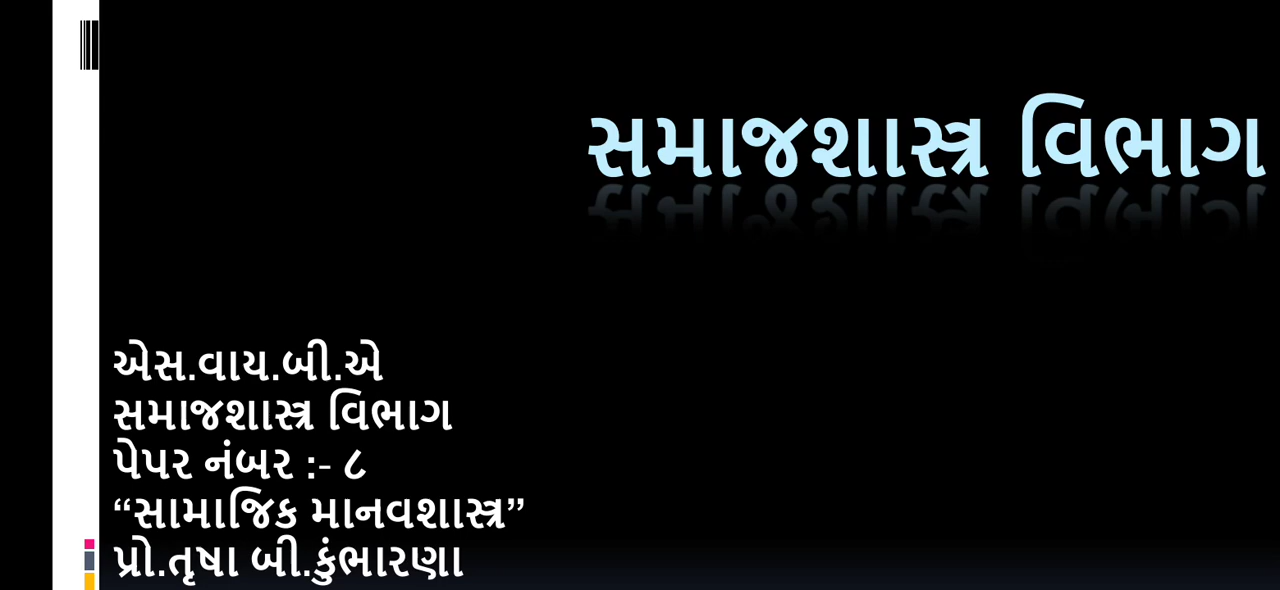 સમાજશાસ્ત્ર વિભાગ
એસ.વાય.બી.એ
સમાજશાસ્ત્ર વિભાગ
પેપર નંબર :- ૮
“સામાજિક માનવશાસ્ત્ર”
પ્રો.તૃષા બી.કુંભારણા